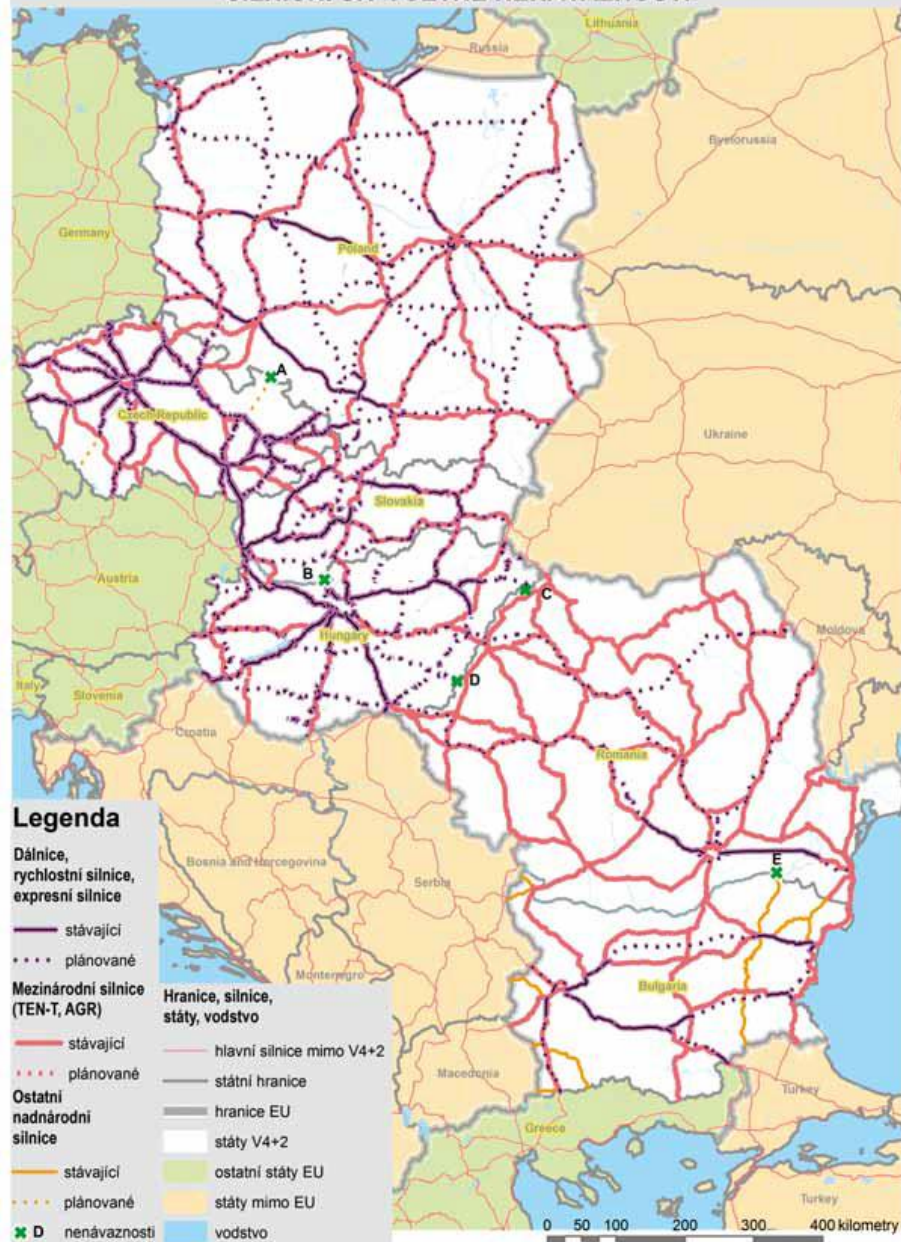 Lithuania
Russia
Byelorussia
Germany
Poland
A
Czech Republic
Ukraine
Slovakia
Austria
B
C
Moldova
Hungary
D
Italy
Slovenia
Croatia
Romania
Bosnia and Hercegovina
Serbia
E
Montenegro
Bulgaria
Macedonia
Turkey
Greece
Turkey
Legenda
Dálnice,
rychlostní silnice,
expresní silnice
stávající
plánované
Mezinárodní silnice
(TEN-T, AGR)
stávající
plánované
Ostatní
nadnárodní
silnice
stávající
plánované
D nenávaznosti
Hranice, silnice,
státy, vodstvo
hlavní silnice mimo V4+2
státní hranice
hranice EU
státy V4+2
ostatní státy EU
státy mimo EU
vodstvo
0 50 100 200 300 400 kilometry